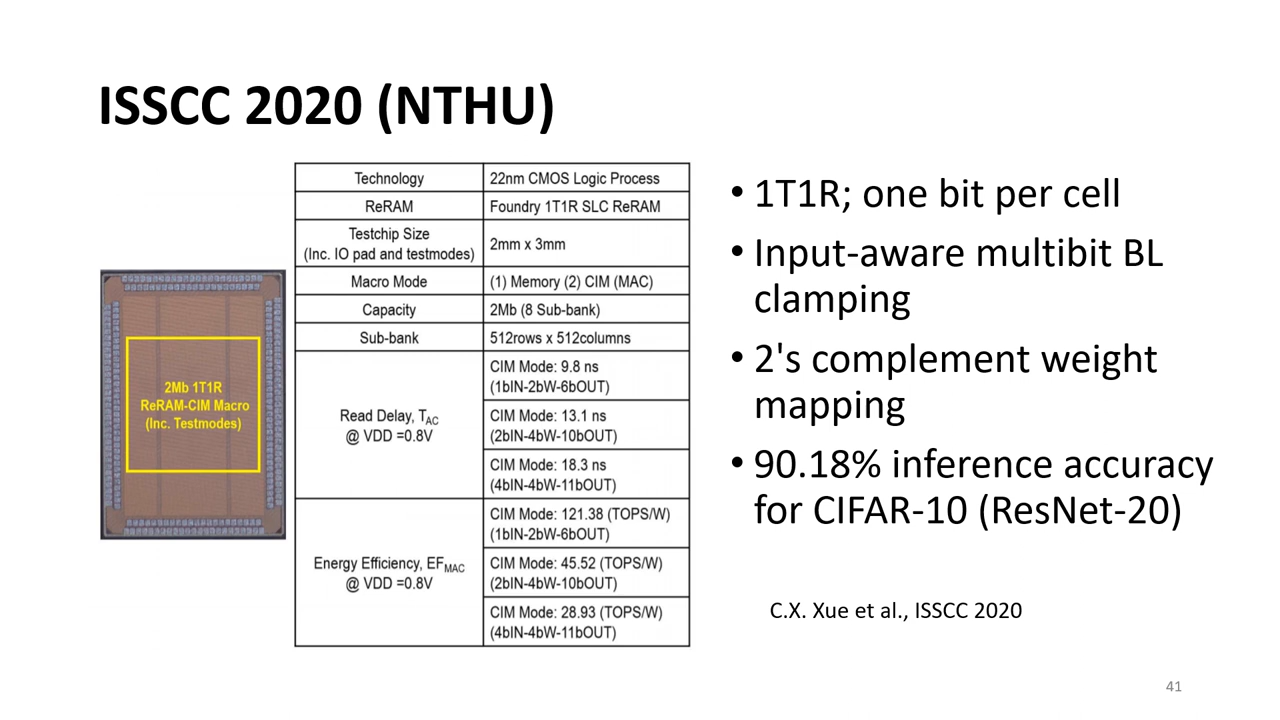 ISSCC 2020 (NTHU)
2Mb 1T1R
ReRAM-CIM Macro
(Inc. Testmodes)
Technology
22nm CMOS Logic Process
ReRAM
Foundry 1T1R SLC ReRAM
Testchip Size
(Inc. IO pad and testmodes)
2mm x 3mm
Macro Mode
(1) Memory (2) CIM (MAC)
Capacity
2Mb (8 Sub-bank)
Sub-bank
512rows x 512columns
Read Delay, TAC
@ VDD =0.8V
CIM Mode: 9.8 ns
(1bIN-2bW-6bOUT)
CIM Mode: 13.1 ns
(2bIN-4bW-10bOUT)
CIM Mode: 18.3 ns
(4bIN-4bW-11bOUT)
Energy Efficiency, EFMAC
@ VDD =0.8V
CIM Mode: 121.38 (TOPS/W)
(1bIN-2bW-6bOUT)
CIM Mode: 45.52 (TOPS/W)
(2bIN-4bW-10bOUT)
CIM Mode: 28.93 (TOPS/W)
(4bIN-4bW-11bOUT)
• 1T1R; one bit per cell
• Input-aware multibit BL
clamping
• 2's complement weight
mapping
• 90.18% inference accuracy
for CIFAR-10 (ResNet-20)
C.X. Xue et al., ISSCC 2020
41